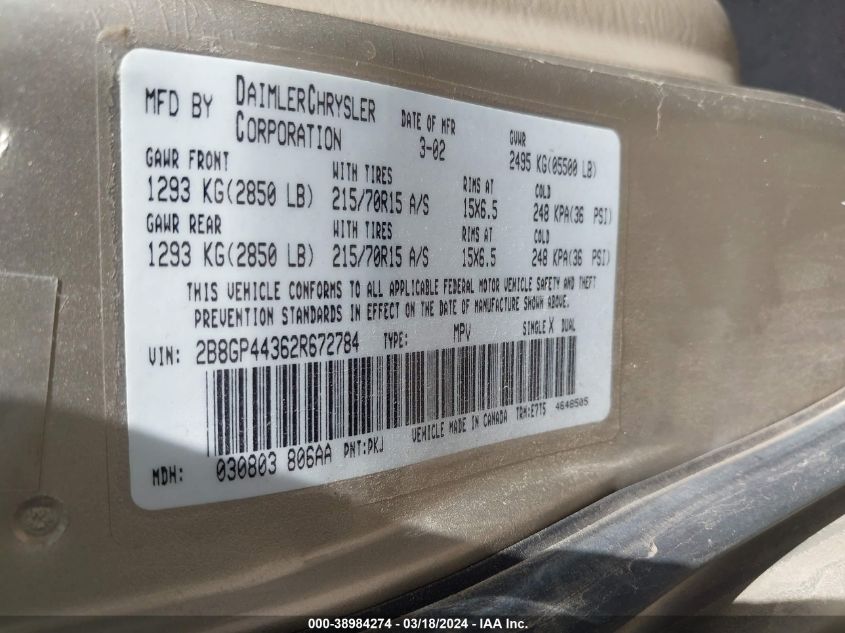 MFD BY DAIMLERCHRYSLER CORPORATION DATE OF MFR 3-02 GVWR 2495 KG(05500 LB)
GAWR FRONT WITH TIRES RIMS AT COLD
1293 KG(2850 LB) 215/70R15 A/S 15X6.5 248 KPA(36 PSI)
GAWR REAR WITH TIRES RIMS AT COLD
1293 KG(2850 LB) 215/70R15 A/S 15X6.5 248 KPA(36 PSI)
THIS VEHICLE CONFORMS TO ALL APPLICABLE FEDERAL MOTOR VEHICLE SAFETY AND THEFT
PREVENTION STANDARDS IN EFFECT ON THE DATE OF MANUFACTURE SHOWN ABOVE.
VIN: 2B8GP44362R672784 TYPE: MPV SINGLE X DUAL
MDH: 030803 806AA PNT:PKJ VEHICLE MADE IN CANADA TRM:E7T5 4648505
000-38984274 - 03/18/2024 - IAA Inc.